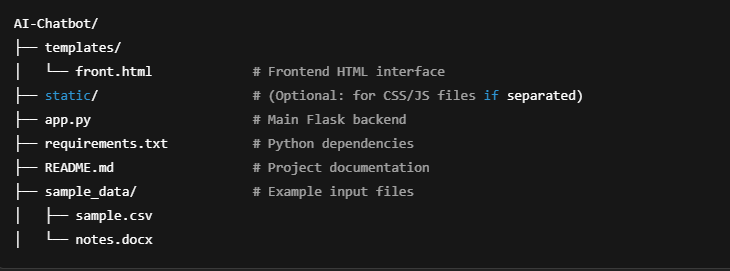 AI-Chatbot/
├── templates/
│   └── front.html             # Frontend HTML interface
├── static/                    # (Optional: for CSS/JS files if separated)
├── app.py                     # Main Flask backend
├── requirements.txt           # Python dependencies
├── README.md                  # Project documentation
├── sample_data/               # Example input files
│   ├── sample.csv
│   └── notes.docx